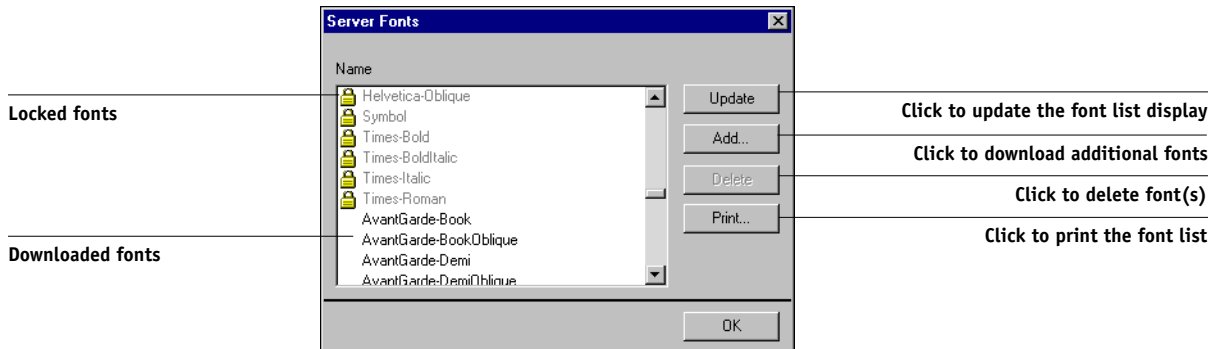 Server Fonts
Name
Helvetica-Oblique
Symbol
Times-Bold
Times-BoldItalic
Times-Italic
Times-Roman
AvantGarde-Book
AvantGarde-BookOblique
AvantGarde-Demi
AvantGarde-DemiOblique
Update
Add...
Delete
Print...
OK
Locked fonts
Downloaded fonts
Click to update the font list display
Click to download additional fonts
Click to delete font(s)
Click to print the font list